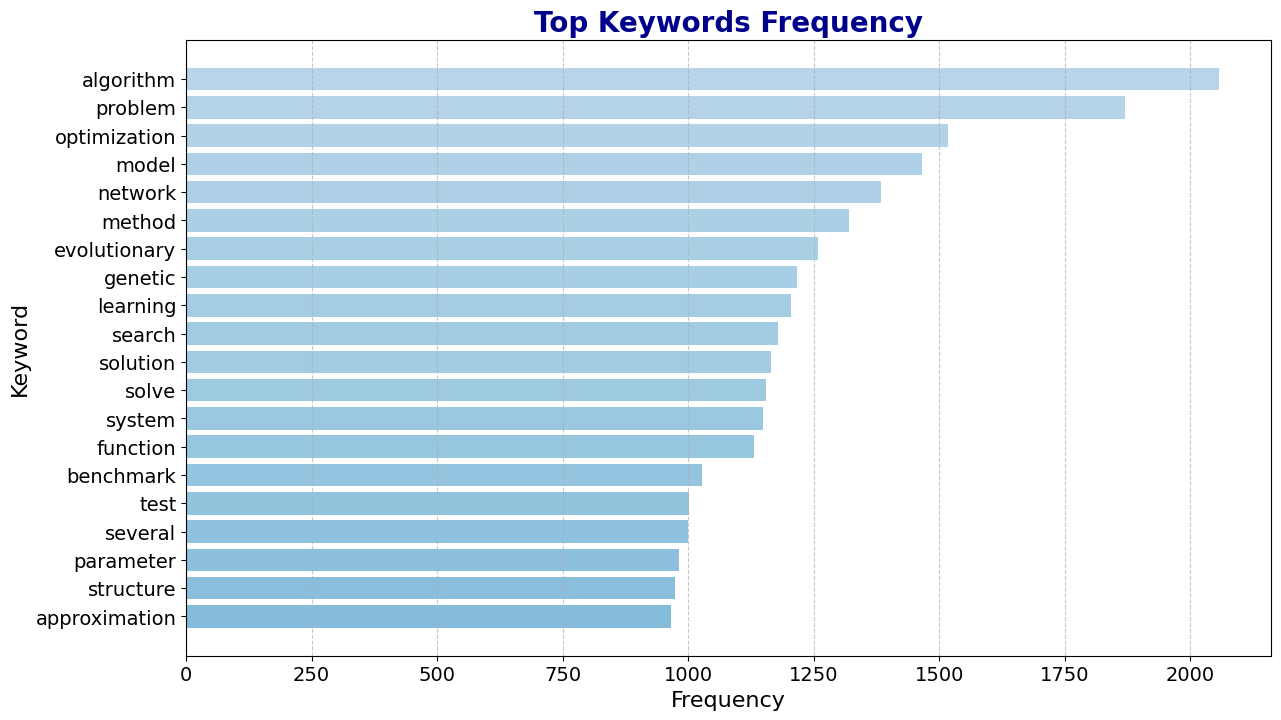 Top Keywords Frequency
Keyword
algorithm
problem
optimization
model
network
method
evolutionary
genetic
learning
search
solution
solve
system
function
benchmark
test
several
parameter
structure
approximation
0 250 500 750 1000 1250 1500 1750 2000
Frequency